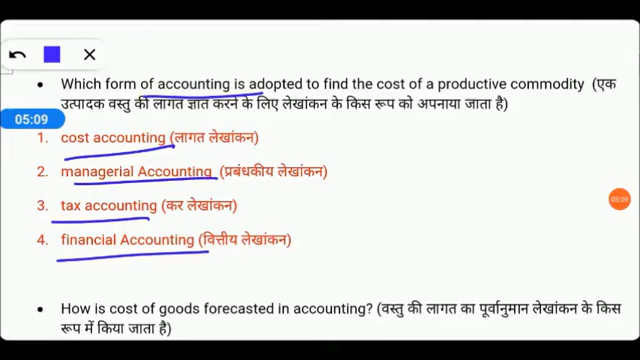 • Which form of accounting is adopted to find the cost of a productive commodity (एक
उत्पादक वस्तु की लागत ज्ञात करने के लिए लेखांकन के किस रूप को अपनाया जाता है)
05:09
1. cost accounting (लागत लेखांकन)
2. managerial Accounting (प्रबंधकीय लेखांकन)
3. tax accounting (कर लेखांकन)
05:09
4. financial Accounting (वित्तीय लेखांकन)
• How is cost of goods forecasted in accounting? (वस्तु की लागत का पूर्वानुमान लेखांकन के किस
रूप में किया जाता है)